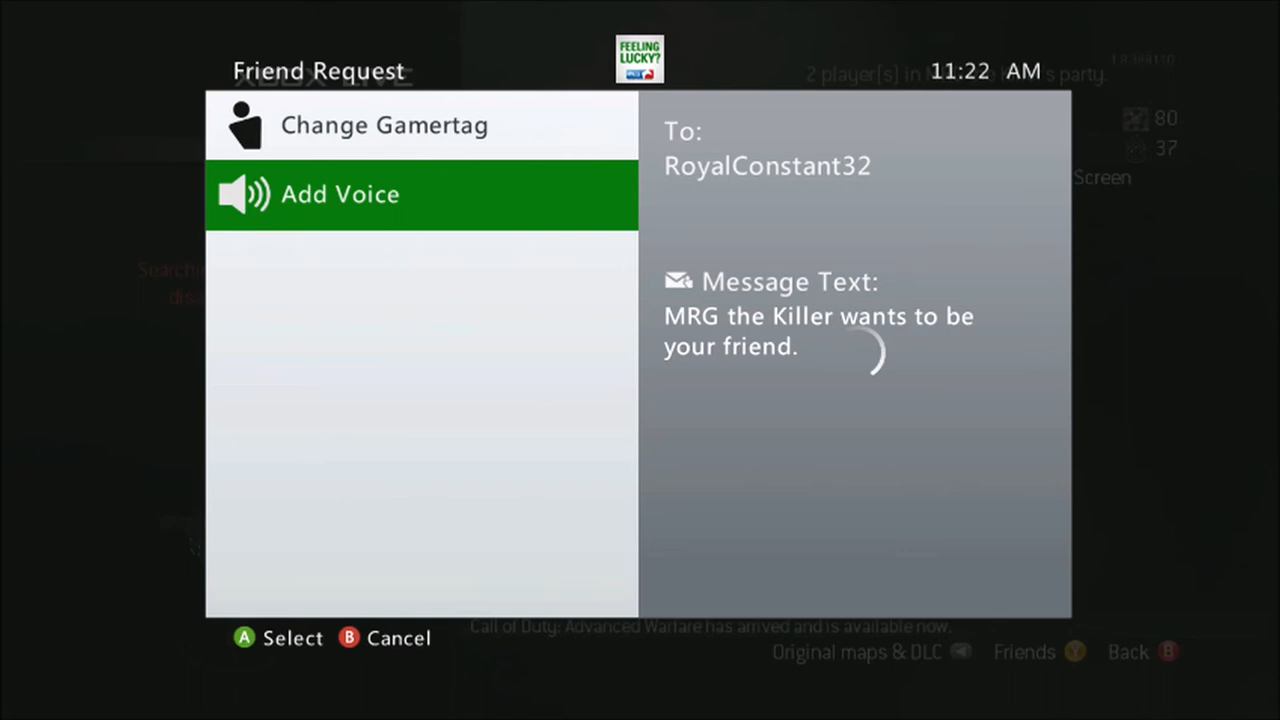 FEELING
LUCKY?
Friend Request
XBOX LIVE
2 player(s) in
's party.
11:22 AM
Change Gamertag
80
37
Screen
Add Voice
To:
RoyalConstant32
Message Text:
MRG the Killer wants to be
your friend.
Call of Duty: Advanced Warfare has arrived and is available now.
A Select B Cancel
Original maps & DLC Friends Y Back B